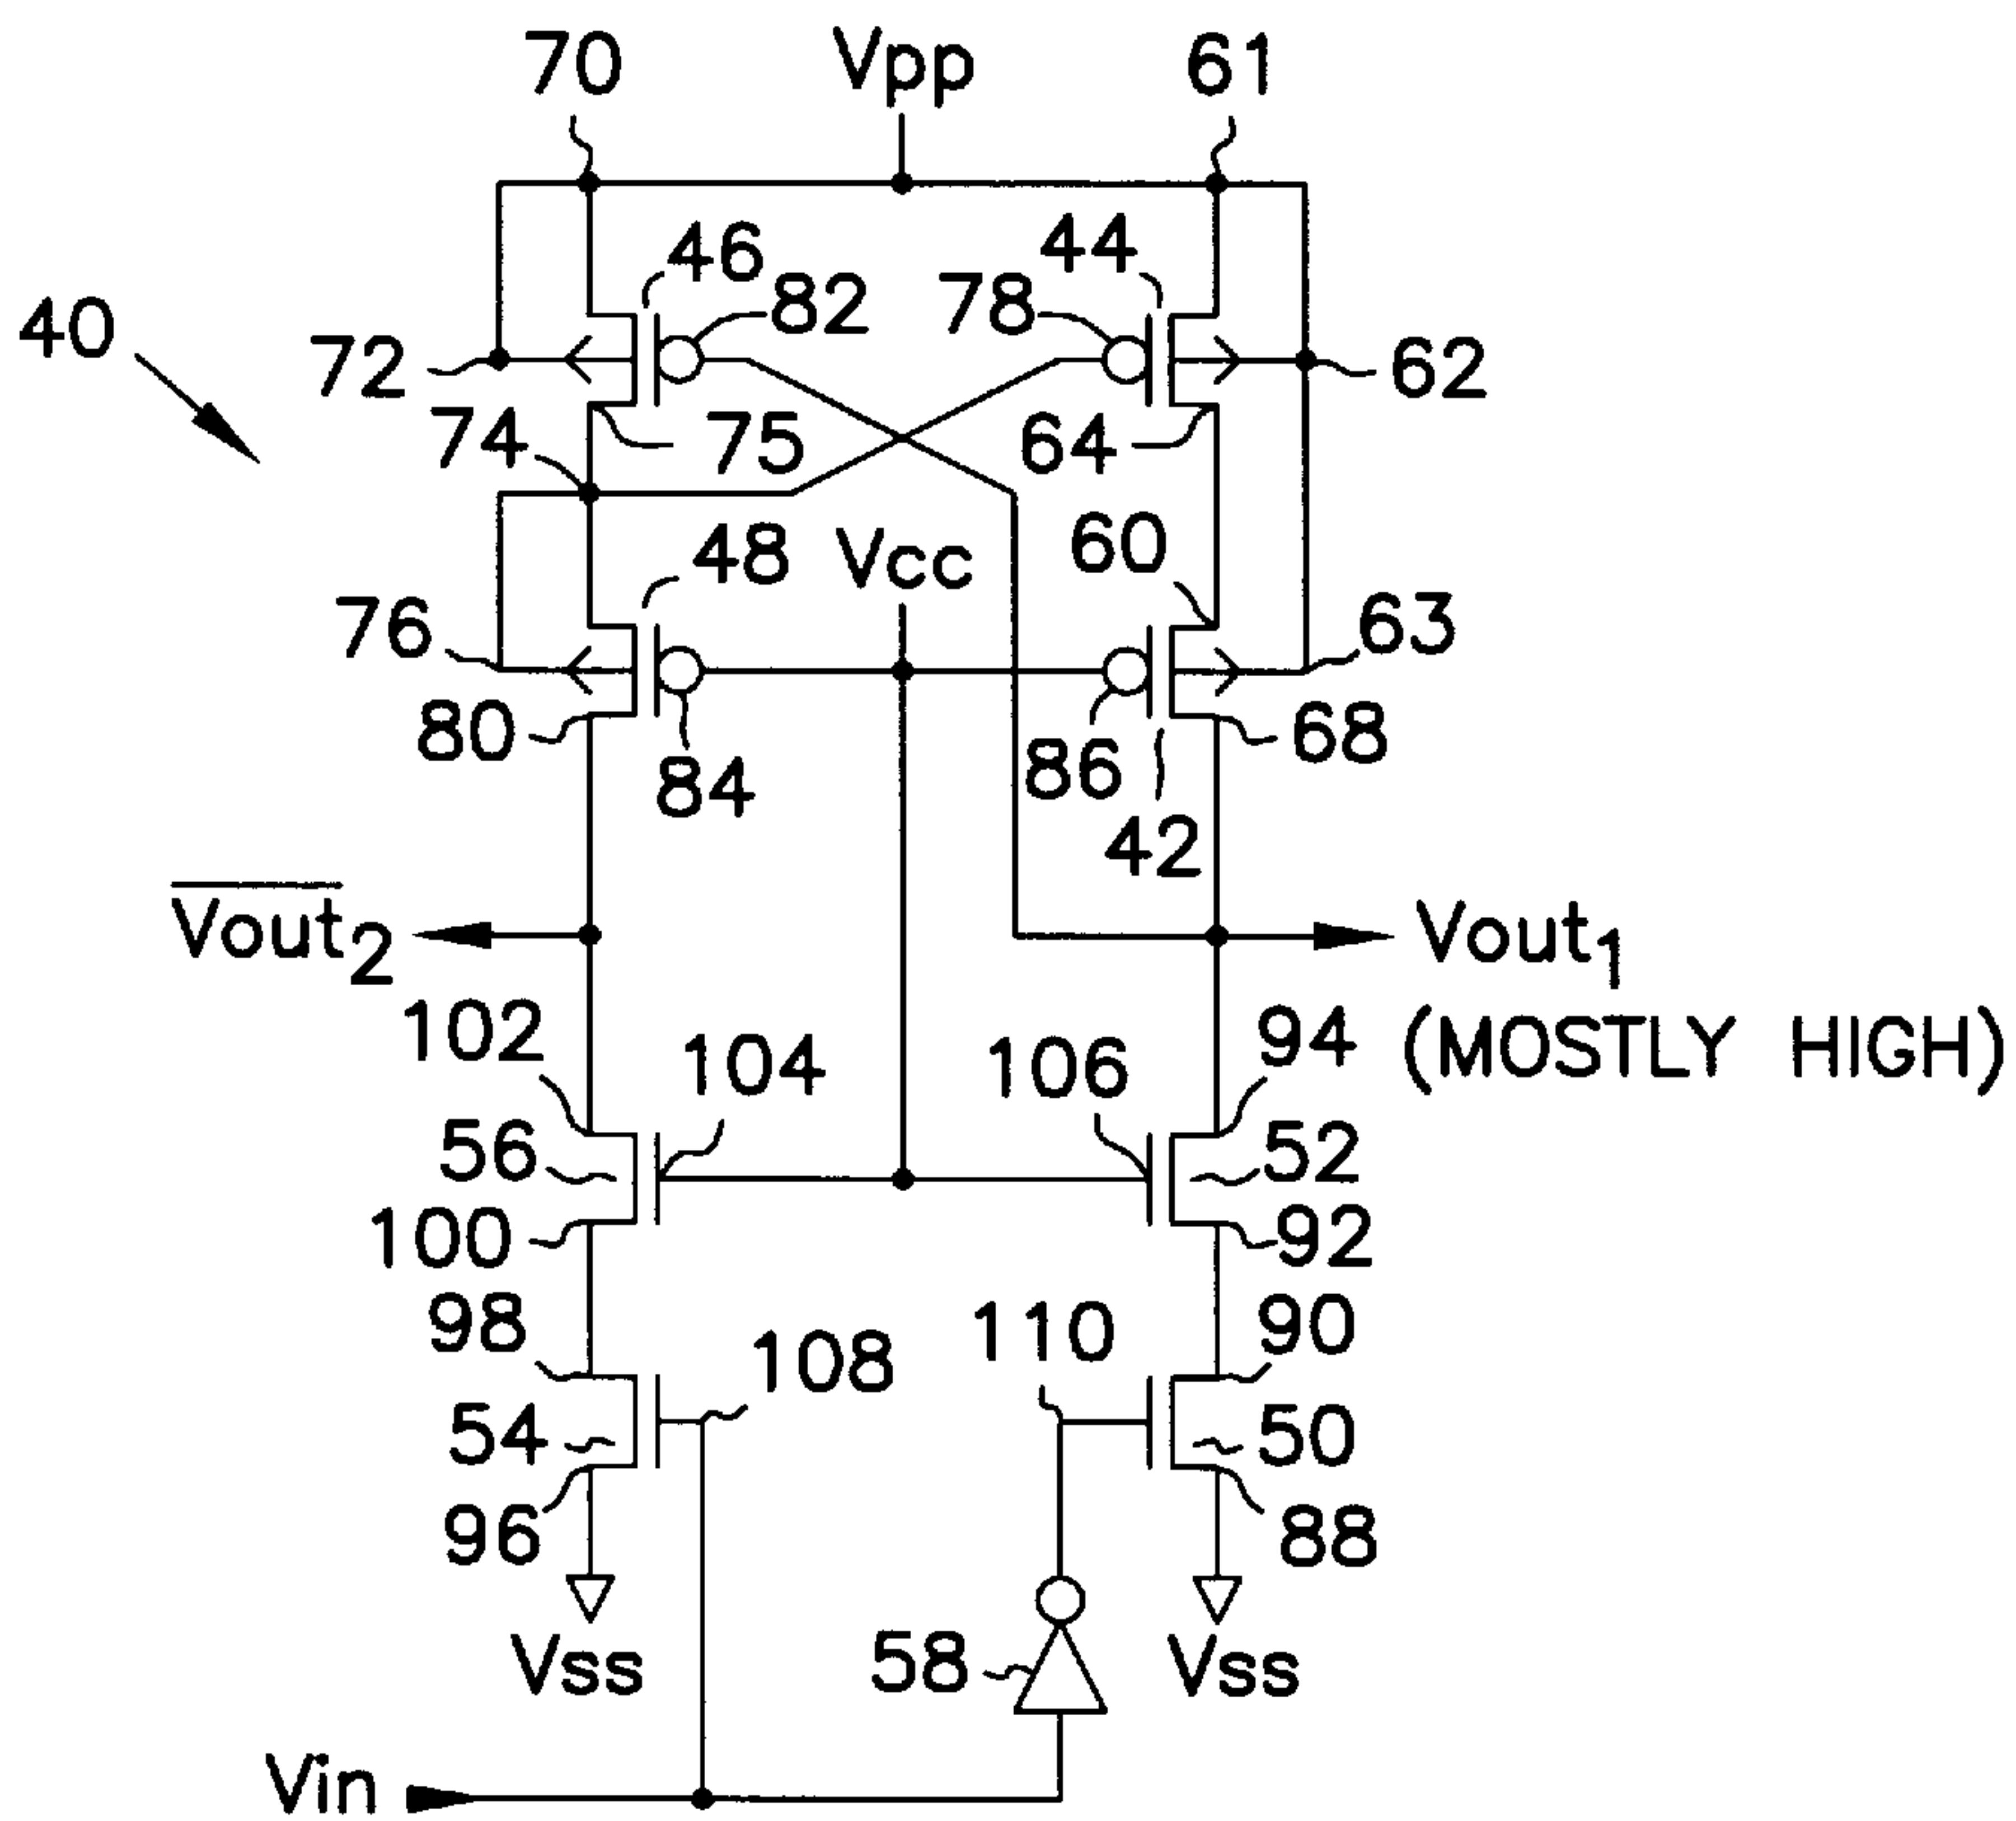 70 Vpp 61
46 44
82 78
40
72 62
74 75 64
48 Vcc 60
76 63
80 68
84 86
42
Vout2 Vout1
102 104 106 94 (MOSTLY HIGH)
56 52
100 92
98 110 90
108
54 50
96 88
Vss 58 Vss
Vin